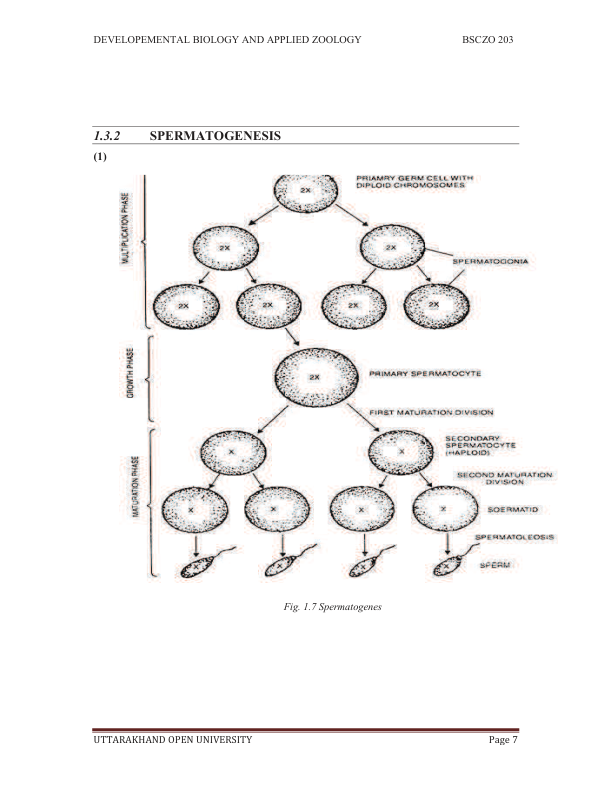 DEVELOPEMENTAL BIOLOGY AND APPLIED ZOOLOGY BSCZO 203
1.3.2 SPERMATOGENESIS
(1)
PRIAMRY GERM CELL WITH
DIPLOID CHROMOSOMES
2X
MULTIPLICATION PHASE
2X 2X
SPERMATOGONIA
2X 2X 2X 2X
GROWTH PHASE
2X
PRIMARY SPERMATOCYTE
FIRST MATURATION DIVISION
MATURATION PHASE
X X
SECONDARY
SPERMATOCYTE
(HAPLOID)
SECOND MATURATION
DIVISION
X X X X
SOERMATID
SPERMATOLEOSIS
X X X X
SPERM
Fig. 1.7 Spermatogenes
UTTARAKHAND OPEN UNIVERSITY Page 7